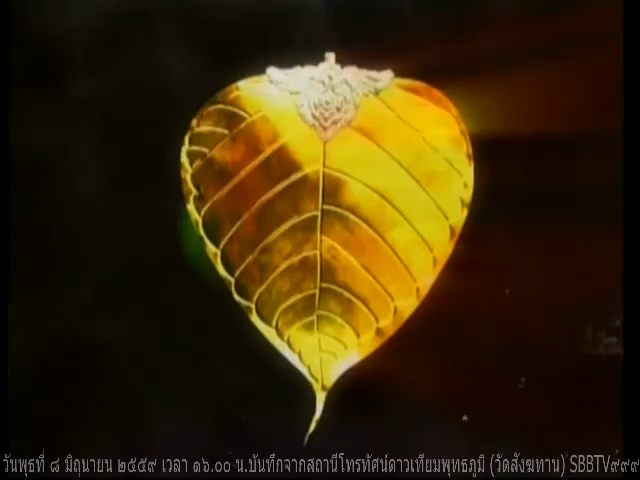 วันพุธที่ ๘ มิถุนายน ๒๕๕๙ เวลา ๑๖.๐๐ น.บันทึกจากสถานีโทรทัศน์ดาวเทียมพุทธภูมิ (วัดสังฆทาน) SBBTV๙๙๙